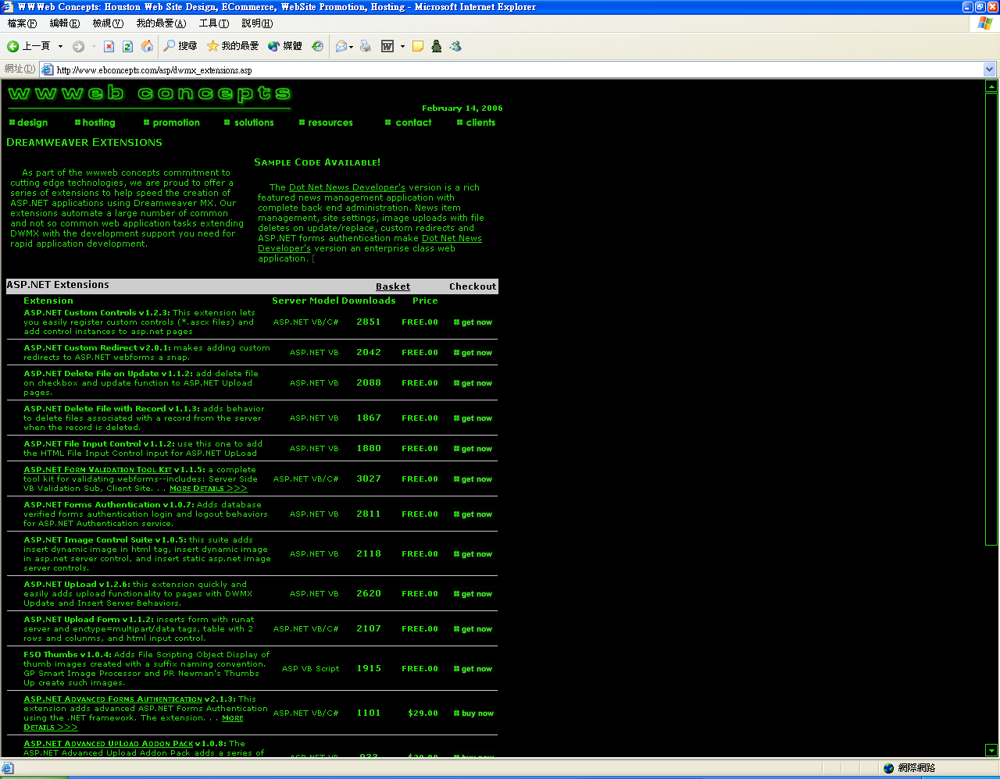 WWWeb Concepts: Houston Web Site Design, ECommerce, WebSite Promotion, Hosting - Microsoft Internet Explorer
檔案(F) 編輯(E) 檢視(V) 我的最愛(A) 工具(T) 說明(H)
上一頁 搜尋 我的最愛 媒體
網址(D) http://www.ebconcepts.com/asp/dwmx_extensions.asp
wwweb concepts
February 14, 2006
design hosting promotion solutions resources contact clients
DREAMWEAVER EXTENSIONS
As part of the wwweb concepts commitment to
cutting edge technologies, we are proud to offer a
series of extensions to help speed the creation of
ASP.NET applications using Dreamweaver MX. Our
extensions automate a large number of common
and not so common web application tasks extending
DWMX with the development support you need for
rapid application development.
SAMPLE CODE AVAILABLE!
The Dot Net News Developer's version is a rich
featured news management application with
complete back end administration. News item
management, site settings, image uploads with file
deletes on update/replace, custom redirects and
ASP.NET forms authentication make Dot Net News
Developer's version an enterprise class web
application. [
ASP.NET Extensions Basket Checkout
Extension Server Model Downloads Price
ASP.NET Custom Controls v1.2.3: This extension lets
you easily register custom controls (*.ascx files) and
add control instances to asp.net pages
ASP.NET VB/C# 2851 FREE.00 get now
ASP.NET Custom Redirect v2.0.1: makes adding custom
redirects to ASP.NET webforms a snap.
ASP.NET VB 2042 FREE.00 get now
ASP.NET Delete File on Update v1.1.2: add delete file
on checkbox and update function to ASP.NET Upload
pages.
ASP.NET VB 2088 FREE.00 get now
ASP.NET Delete File with Record v1.1.3: adds behavior
to delete files associated with a record from the server
when the record is deleted.
ASP.NET VB 1867 FREE.00 get now
ASP.NET File Input Control v1.1.2: use this one to add
the HTML File Input Control input for ASP.NET UpLoad
ASP.NET VB 1880 FREE.00 get now
ASP.NET FORM VALIDATION TOOL KIT v1.1.5: a complete
tool kit for validating webforms--includes: Server Side
VB Validation Sub, Client Site. . . MORE DETAILS >>>
ASP.NET VB/C# 3027 FREE.00 get now
ASP.NET Forms Authentication v1.0.7: Adds database
verified forms authentication login and logout behaviors
for ASP.NET Authentication service.
ASP.NET VB 2811 FREE.00 get now
ASP.NET Image Control Suite v1.0.5: this suite adds
insert dynamic image in html tag, insert dynamic image
in asp.net server control, and insert static asp.net image
server controls.
ASP.NET VB 2118 FREE.00 get now
ASP.NET UpLoad v1.2.6: this extension quickly and
easily adds upload functionality to pages with DWMX
Update and Insert Server Behaviors.
ASP.NET VB 2620 FREE.00 get now
ASP.NET Upload Form v1.1.2: inserts form with runat
server and enctype=multipart/data tags, table with 2
rows and colunms, and html input control.
ASP.NET VB/C# 2107 FREE.00 get now
FSO Thumbs v1.0.4: Adds File Scripting Object Display of
thumb images created with a suffix naming convention.
GP Smart Image Processor and PR Newman's Thumbs
Up create such images.
ASP VB Script 1915 FREE.00 get now
ASP.NET ADVANCED FORMS AUTHENTICATION v2.1.3: This
extension adds advanced ASP.NET Forms Authentication
using the .NET framework. The extension. . . MORE
DETAILS >>>
ASP.NET VB/C# 1101 $29.00 buy now
ASP.NET ADVANCED UPLOAD ADDON PACK v1.0.8: The
ASP.NET Advanced Upload Addon Pack adds a series of
網際網路